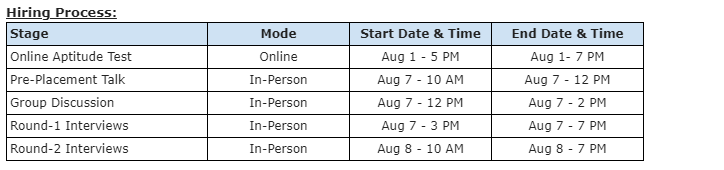 Hiring Process:
Stage Mode Start Date & Time End Date & Time
Online Aptitude Test Online Aug 1 - 5 PM Aug 1- 7 PM
Pre-Placement Talk In-Person Aug 7 - 10 AM Aug 7 - 12 PM
Group Discussion In-Person Aug 7 - 12 PM Aug 7 - 2 PM
Round-1 Interviews In-Person Aug 7 - 3 PM Aug 7 - 7 PM
Round-2 Interviews In-Person Aug 8 - 10 AM Aug 8 - 7 PM